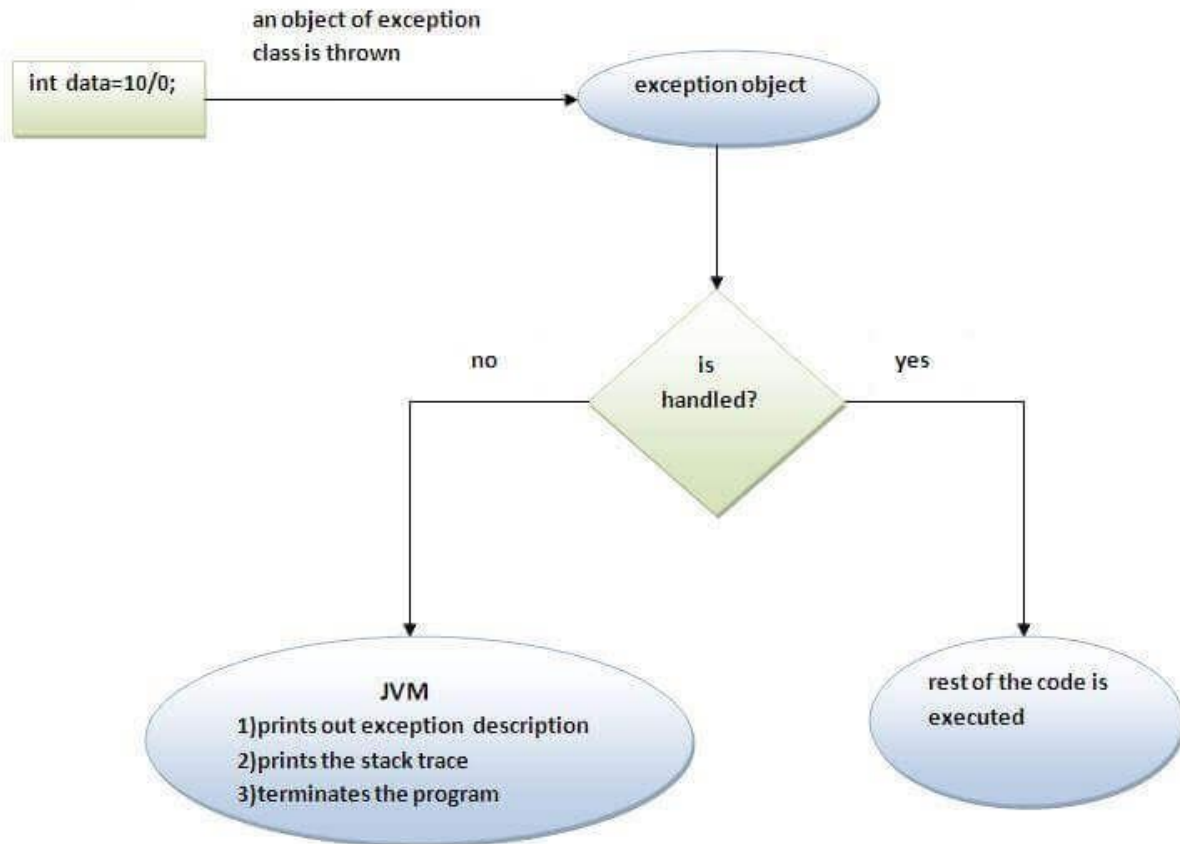 an object of exception
class is thrown
int data=10/0;
exception object
no
is
handled?
yes
JVM
1)prints out exception description
2)prints the stack trace
3)terminates the program
rest of the code is
executed